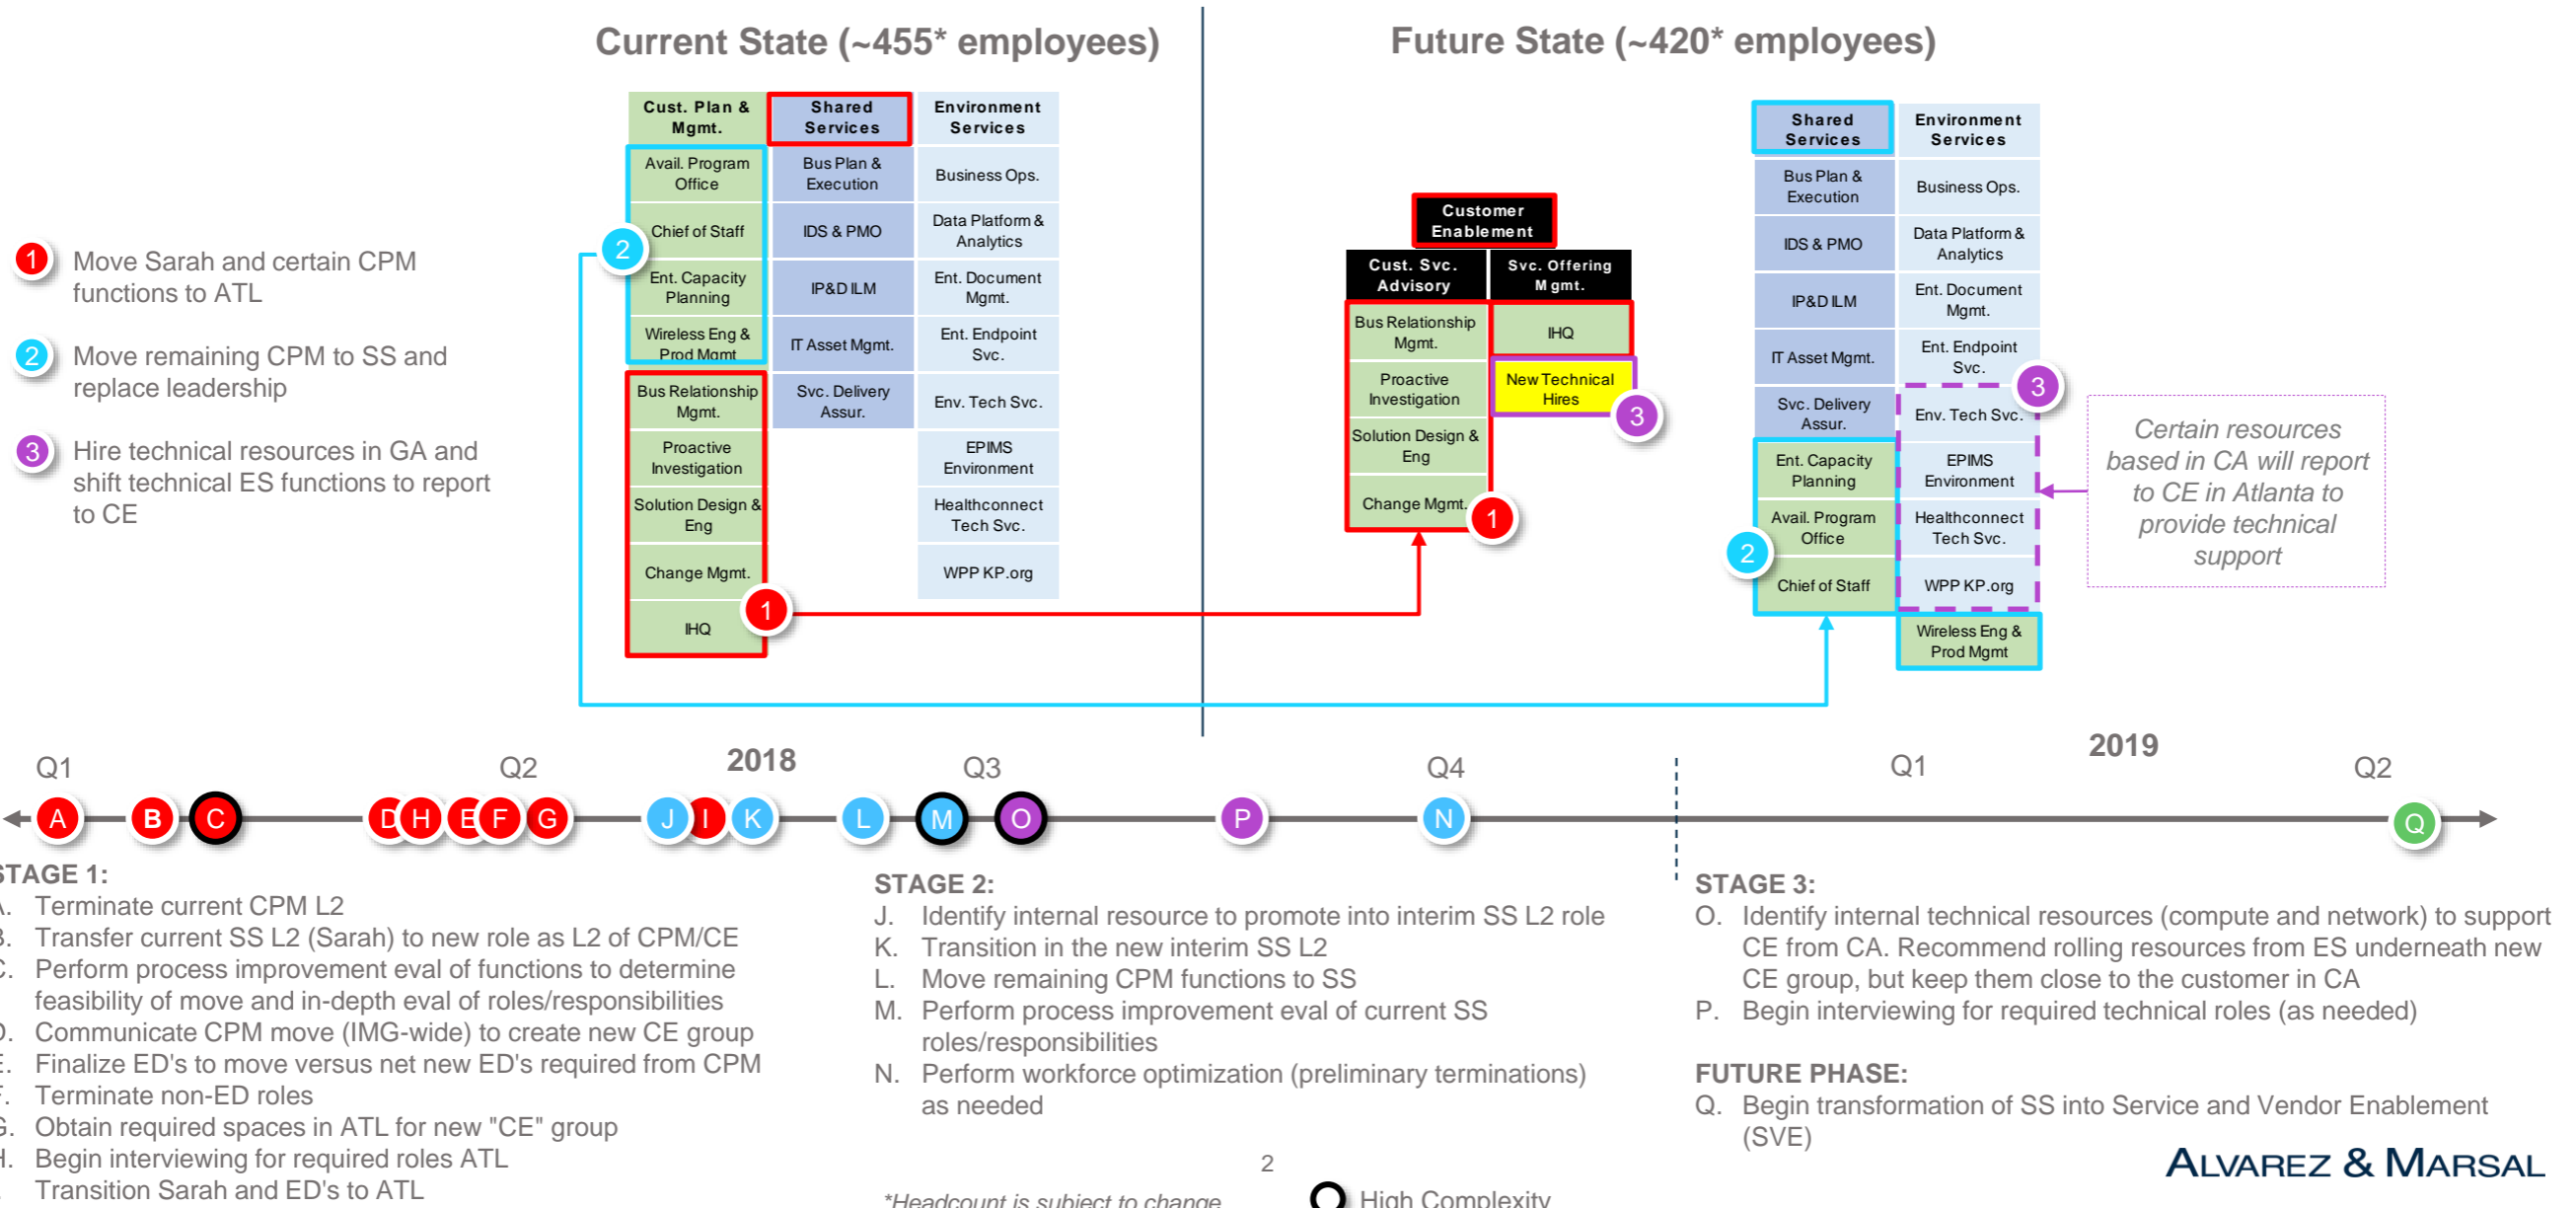 Current State (~455* employees)
Future State (~420* employees)
1 Move Sarah and certain CPM
functions to ATL
2 Move remaining CPM to SS and
replace leadership
3 Hire technical resources in GA and
shift technical ES functions to report
to CE
Cust. Plan &
Mgmt.
Avail. Program
Office
Chief of Staff
Ent. Capacity
Planning
Wireless Eng &
Prod Mgmt
2
Bus Relationship
Mgmt.
Proactive
Investigation
Solution Design &
Eng
Change Mgmt.
IHQ
1
Shared
Services
Bus Plan &
Execution
IDS & PMO
IP&D ILM
IT Asset Mgmt.
Svc. Delivery
Assur.
Environment
Services
Business Ops.
Data Platform &
Analytics
Ent. Document
Mgmt.
Ent. Endpoint
Svc.
Env. Tech Svc.
EPIMS
Environment
Healthconnect
Tech Svc.
WPP KP.org
Customer
Enablement
Cust. Svc.
Advisory
Bus Relationship
Mgmt.
Proactive
Investigation
Solution Design &
Eng
Change Mgmt.
1
Svc. Offering
Mgmt.
IHQ
New Technical
Hires
3
Shared
Services
Bus Plan &
Execution
IDS & PMO
IP&D ILM
IT Asset Mgmt.
Svc. Delivery
Assur.
Ent. Capacity
Planning
Avail. Program
Office
Chief of Staff
2
Environment
Services
Business Ops.
Data Platform &
Analytics
Ent. Document
Mgmt.
Ent. Endpoint
Svc.
3
Env. Tech Svc.
EPIMS
Environment
Healthconnect
Tech Svc.
WPP KP.org
Wireless Eng &
Prod Mgmt
Certain resources
based in CA will report
to CE in Atlanta to
provide technical
support
Q1 Q2 2018 Q3 Q4 Q1 2019 Q2
A B C D H E F G J I K L M O P N Q
STAGE 1:
A. Terminate current CPM L2
B. Transfer current SS L2 (Sarah) to new role as L2 of CPM/CE
C. Perform process improvement eval of functions to determine
feasibility of move and in-depth eval of roles/responsibilities
D. Communicate CPM move (IMG-wide) to create new CE group
E. Finalize ED's to move versus net new ED's required from CPM
F. Terminate non-ED roles
G. Obtain required spaces in ATL for new "CE" group
H. Begin interviewing for required roles ATL
Transition Sarah and ED's to ATL
STAGE 2:
J. Identify internal resource to promote into interim SS L2 role
K. Transition in the new interim SS L2
L. Move remaining CPM functions to SS
M. Perform process improvement eval of current SS
roles/responsibilities
N. Perform workforce optimization (preliminary terminations)
as needed
STAGE 3:
O. Identify internal technical resources (compute and network) to support
CE from CA. Recommend rolling resources from ES underneath new
CE group, but keep them close to the customer in CA
P. Begin interviewing for required technical roles (as needed)
FUTURE PHASE:
Q. Begin transformation of SS into Service and Vendor Enablement
(SVE)
2
*Headcount is subject to change
High Complexity
ALVAREZ & MARSAL